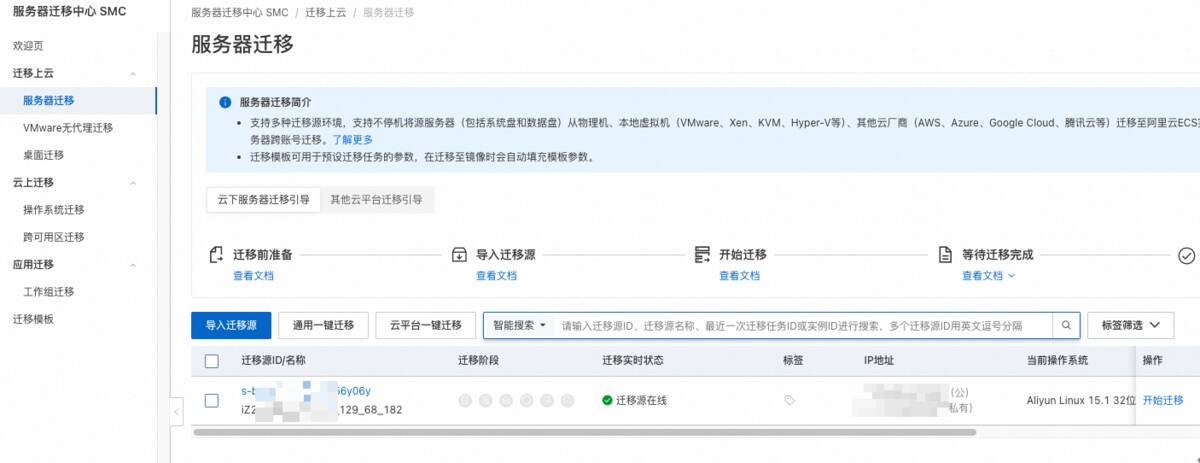 服务器迁移中心 SMC
服务器迁移中心 SMC / 迁移上云 / 服务器迁移
服务器迁移
欢迎页
迁移上云
服务器迁移
VMware无代理迁移
桌面迁移
云上迁移
操作系统迁移
跨可用区迁移
应用迁移
工作组迁移
迁移模板
服务器迁移简介
• 支持多种迁移源环境，支持不停机将源服务器（包括系统盘和数据盘）从物理机、本地虚拟机（VMware、Xen、KVM、Hyper-V等）、其他云厂商（AWS、Azure、Google Cloud、腾讯云等）迁移至阿里云ECS
务器跨账号迁移。了解更多
• 迁移模板可用于预设迁移任务的参数，在迁移至镜像时会自动填充模板参数。
云下服务器迁移引导 其他云平台迁移引导
迁移前准备 导入迁移源 开始迁移 等待迁移完成
查看文档 查看文档 查看文档 查看文档
导入迁移源 通用一键迁移 云平台一键迁移 智能搜索 请输入迁移源ID、迁移源名称、最近一次迁移任务ID或实例ID进行搜索，多个迁移源ID用英文逗号分隔 标签筛选
迁移源ID/名称 迁移阶段 迁移实时状态 标签 IP地址 当前操作系统 操作
s-b 56y06y (公)
迁移源在线 Aliyun Linux 15.1 32位 开始迁移
iZ2 _129_68_182 私有)